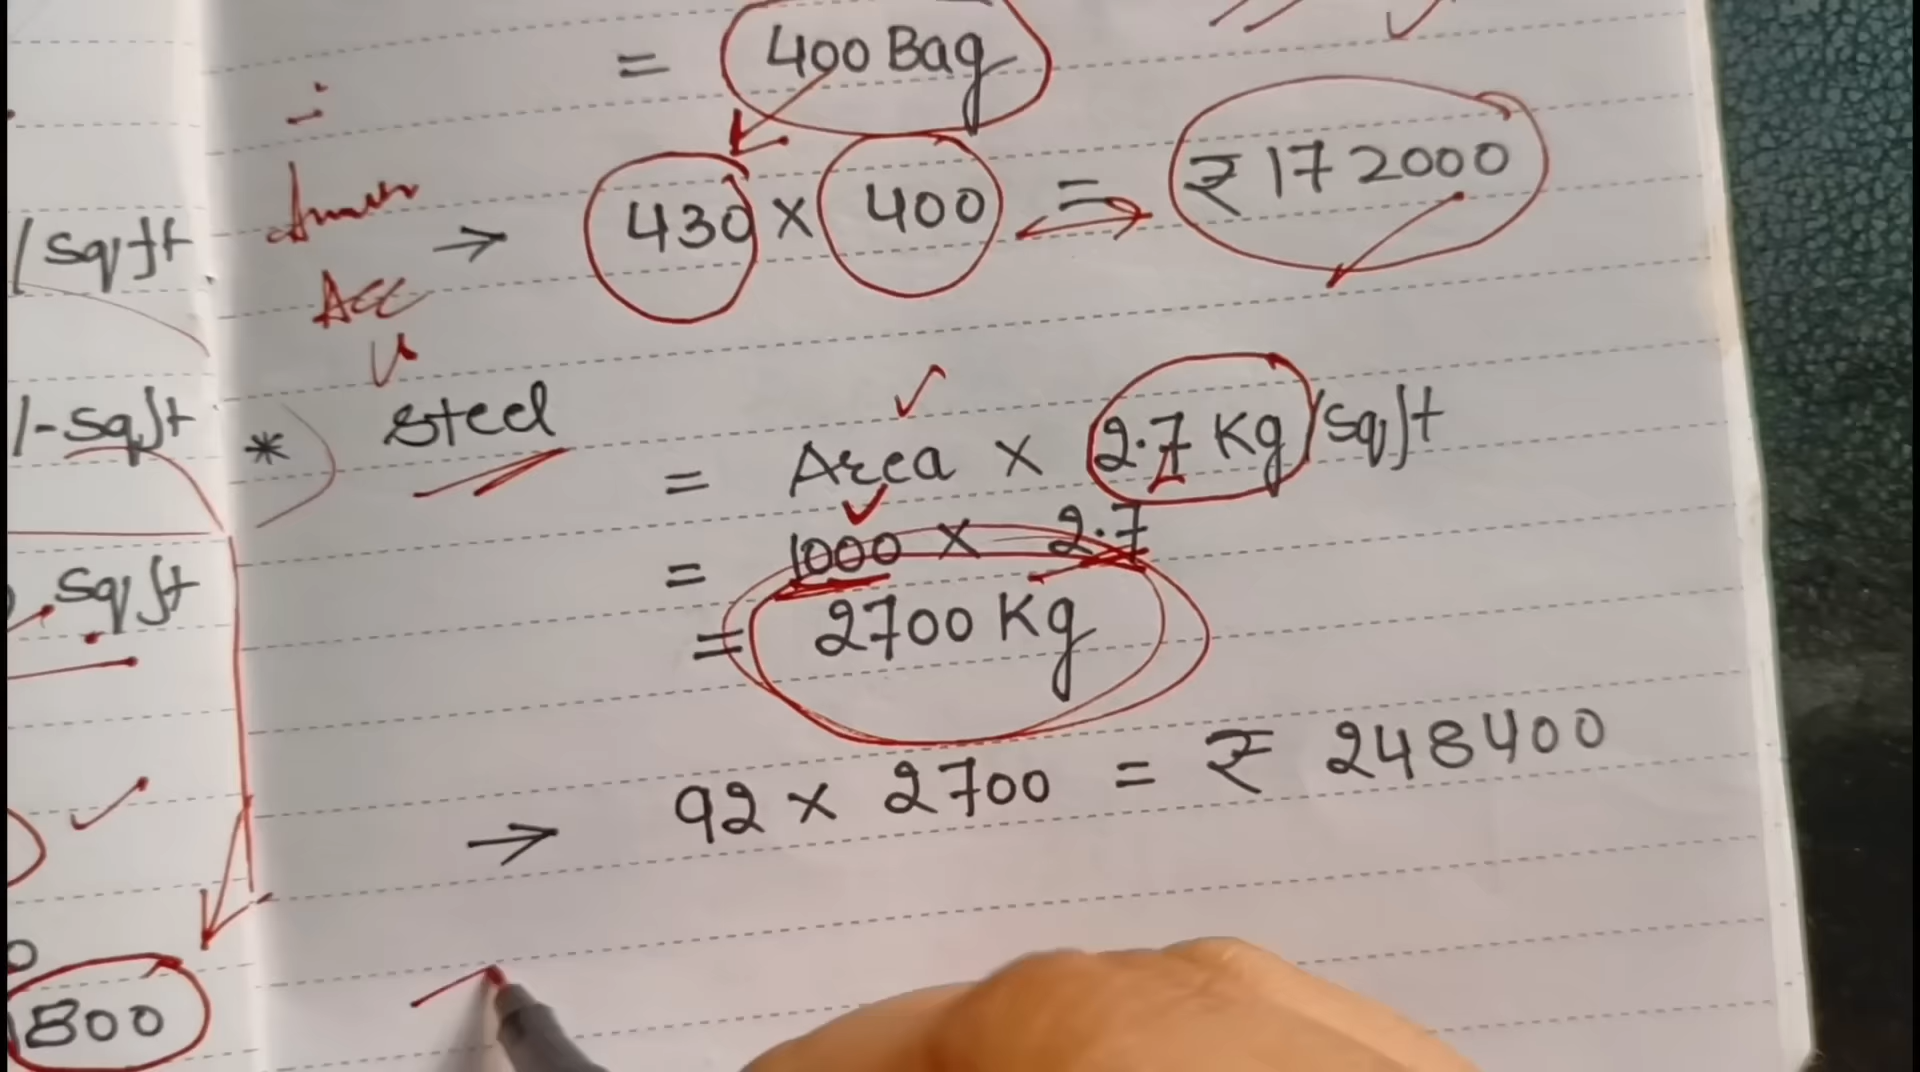 = 400 Bag
→ 430 × 400 = ₹ 172000
Acc
* steel
= Area × 2.7 Kg/sqft
= 1000 × 2.7
= 2700 Kg
→ 92 × 2700 = ₹ 248400
/sqft
/-sqft
sqft
800